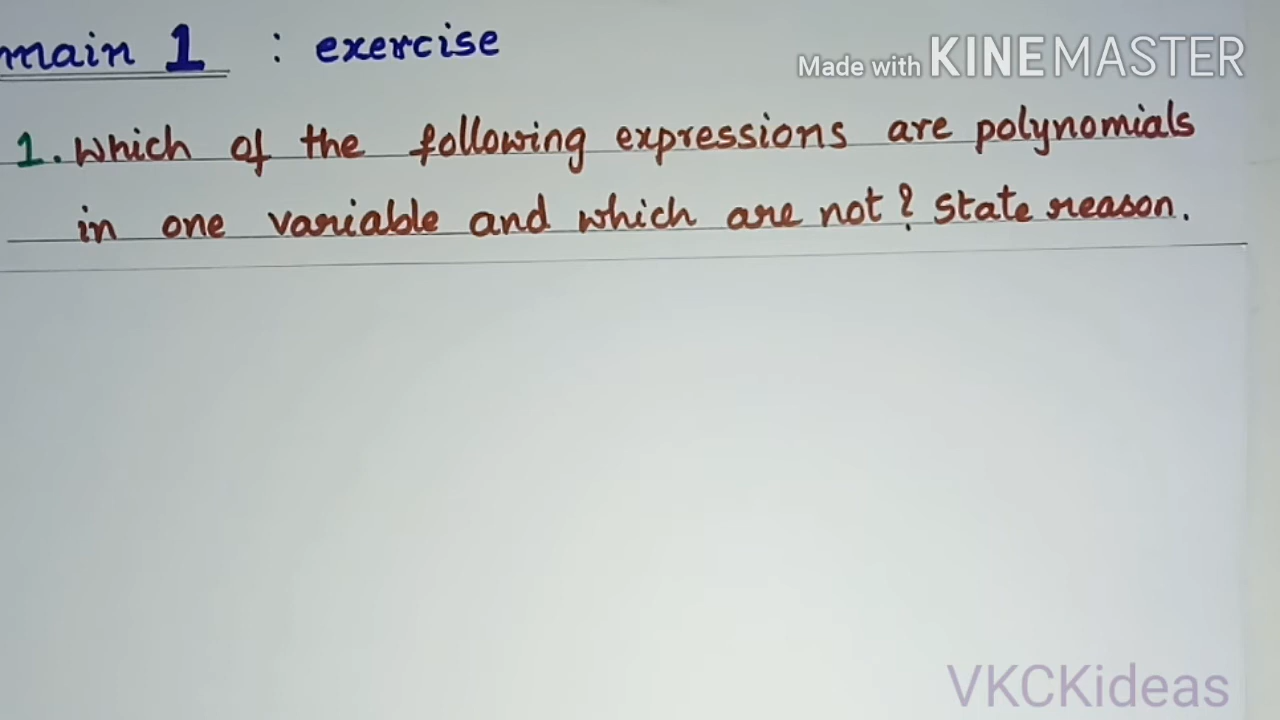 main 1 : exercise
Made with KINEMASTER
1. Which of the following expressions are polynomials
in one variable and which are not? State reason.
VKCKideas